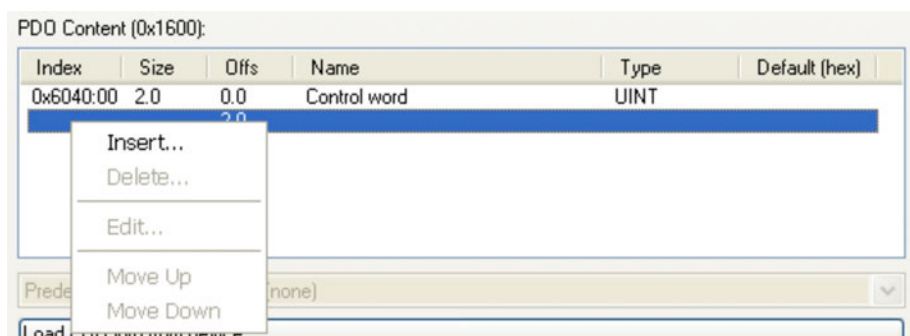 PDO Content (0x1600):
Index Size Offs Name Type Default (hex)
0x6040:00 2.0 0.0 Control word UINT
2.0
Insert...
Delete...
Edit...
Move Up
(none)
Move Down
Load